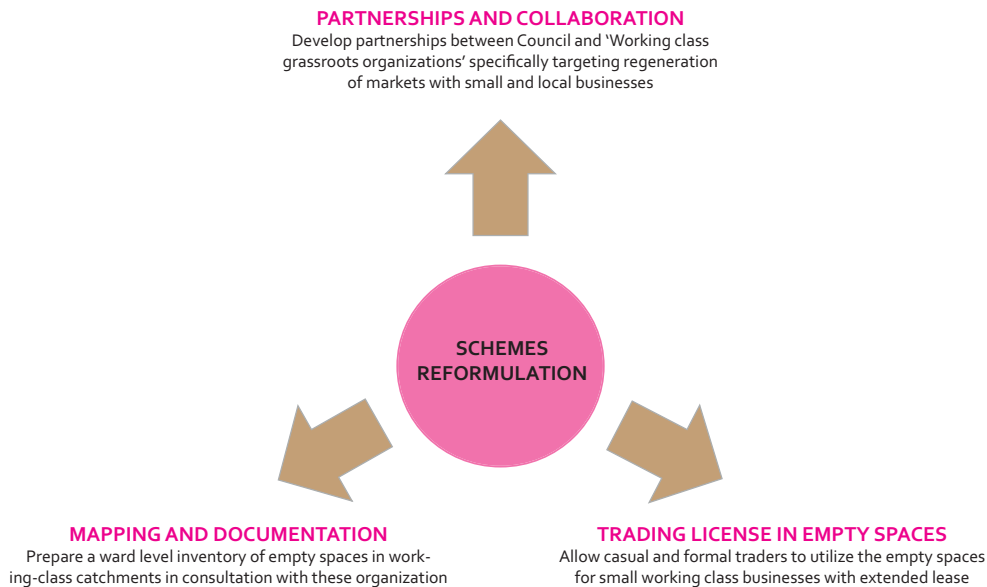 PARTNERSHIPS AND COLLABORATION
Develop partnerships between Council and ‘Working class
grassroots organizations’ specifically targeting regeneration
of markets with small and local businesses
SCHEMES
REFORMULATION
MAPPING AND DOCUMENTATION
Prepare a ward level inventory of empty spaces in work-
ing-class catchments in consultation with these organization
TRADING LICENSE IN EMPTY SPACES
Allow casual and formal traders to utilize the empty spaces
for small working class businesses with extended lease